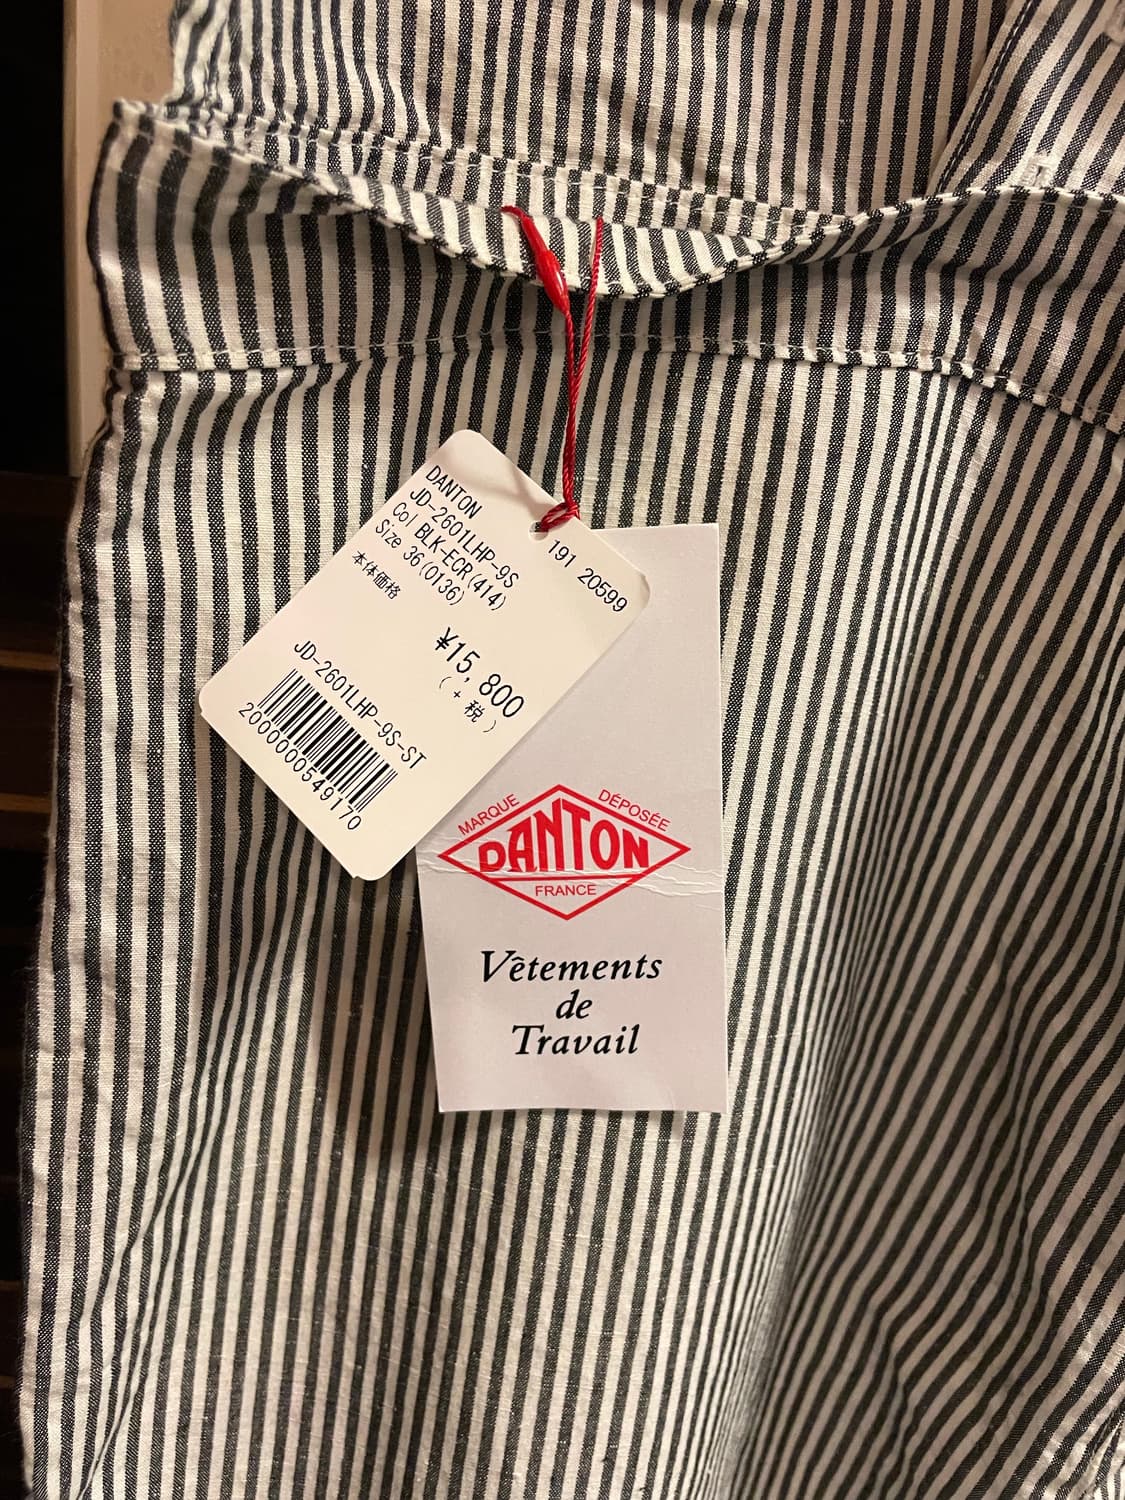 DANTON
JD-2601LHP-9S
Col BLK-ECR(414)
Size 36(0136)
本体価格
191 20599
¥15,800
(+税)
JD-2601LHP-9S-ST
2000000549170
MARQUE DÉPOSÉE
DANTON
FRANCE
Vêtements
de
Travail